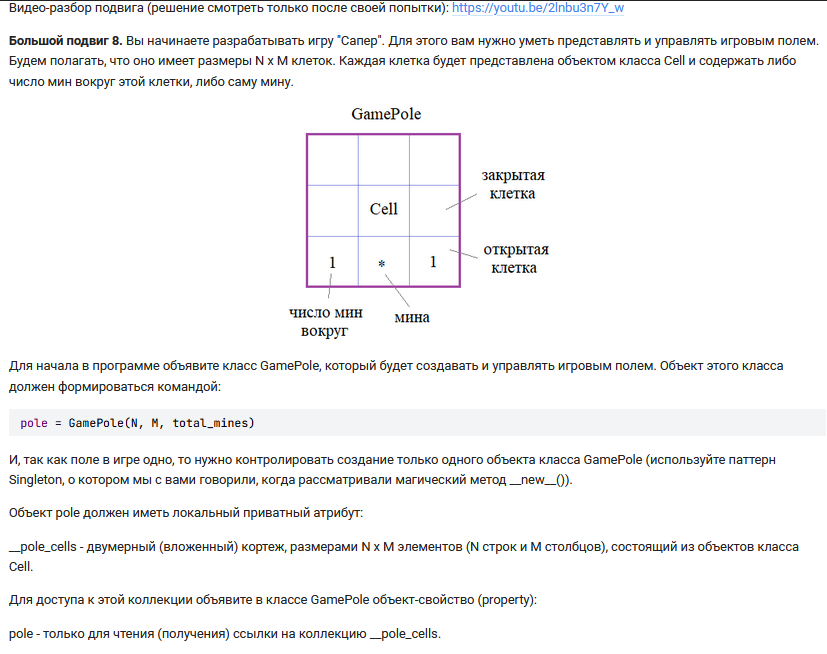 Видео-разбор подвига (решение смотреть только после своей попытки): https://youtu.be/2lnbu3n7Y_w
Большой подвиг 8. Вы начинаете разрабатывать игру "Сапер". Для этого вам нужно уметь представлять и управлять игровым полем.
Будем полагать, что оно имеет размеры N x M клеток. Каждая клетка будет представлена объектом класса Cell и содержать либо
число мин вокруг этой клетки, либо саму мину.
GamePole
закрытая
клетка
Cell
открытая
клетка
1
*
1
число мин
вокруг
мина
Для начала в программе объявите класс GamePole, который будет создавать и управлять игровым полем. Объект этого класса
должен формироваться командой:
pole = GamePole(N, M, total_mines)
И, так как поле в игре одно, то нужно контролировать создание только одного объекта класса GamePole (используйте паттерн
Singleton, о котором мы с вами говорили, когда рассматривали магический метод __new__()).
Объект pole должен иметь локальный приватный атрибут:
__pole_cells - двумерный (вложенный) кортеж, размерами N x M элементов (N строк и M столбцов), состоящий из объектов класса
Cell.
Для доступа к этой коллекции объявите в классе GamePole объект-свойство (property):
pole - только для чтения (получения) ссылки на коллекцию __pole_cells.